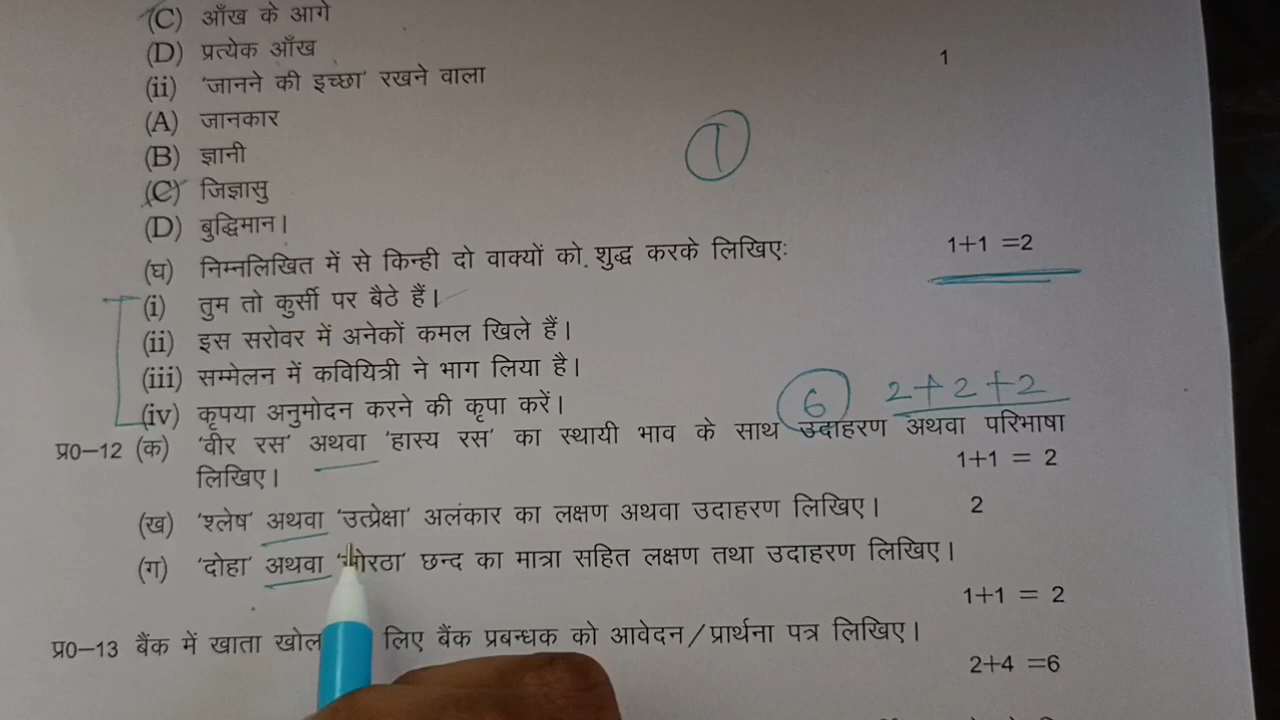 (C) आँख के आगे
(D) प्रत्येक आँख
(ii) 'जानने की इच्छा' रखने वाला 1
(A) जानकार
(B) ज्ञानी
1
(C) जिज्ञासु
(D) बुद्धिमान।
(घ) निम्नलिखित में से किन्ही दो वाक्यों को शुद्ध करके लिखिएः 1+1 =2
(i) तुम तो कुर्सी पर बैठे हैं।
(ii) इस सरोवर में अनेकों कमल खिले हैं।
(iii) सम्मेलन में कवियित्री ने भाग लिया है।
6 2+2+2
(iv) कृपया अनुमोदन करने की कृपा करें।
प्र0–12 (क) 'वीर रस' अथवा 'हास्य रस' का स्थायी भाव के साथ उदाहरण अथवा परिभाषा
लिखिए। 1+1 = 2
(ख) 'श्लेष' अथवा 'उत्प्रेक्षा' अलंकार का लक्षण अथवा उदाहरण लिखिए। 2
(ग) 'दोहा' अथवा छन्द का मात्रा सहित लक्षण तथा उदाहरण लिखिए।
1+1 = 2
प्र0–13 बैंक में खाता लिए बैंक प्रबन्धक को आवेदन/प्रार्थना पत्र लिखिए।
2+4 =6